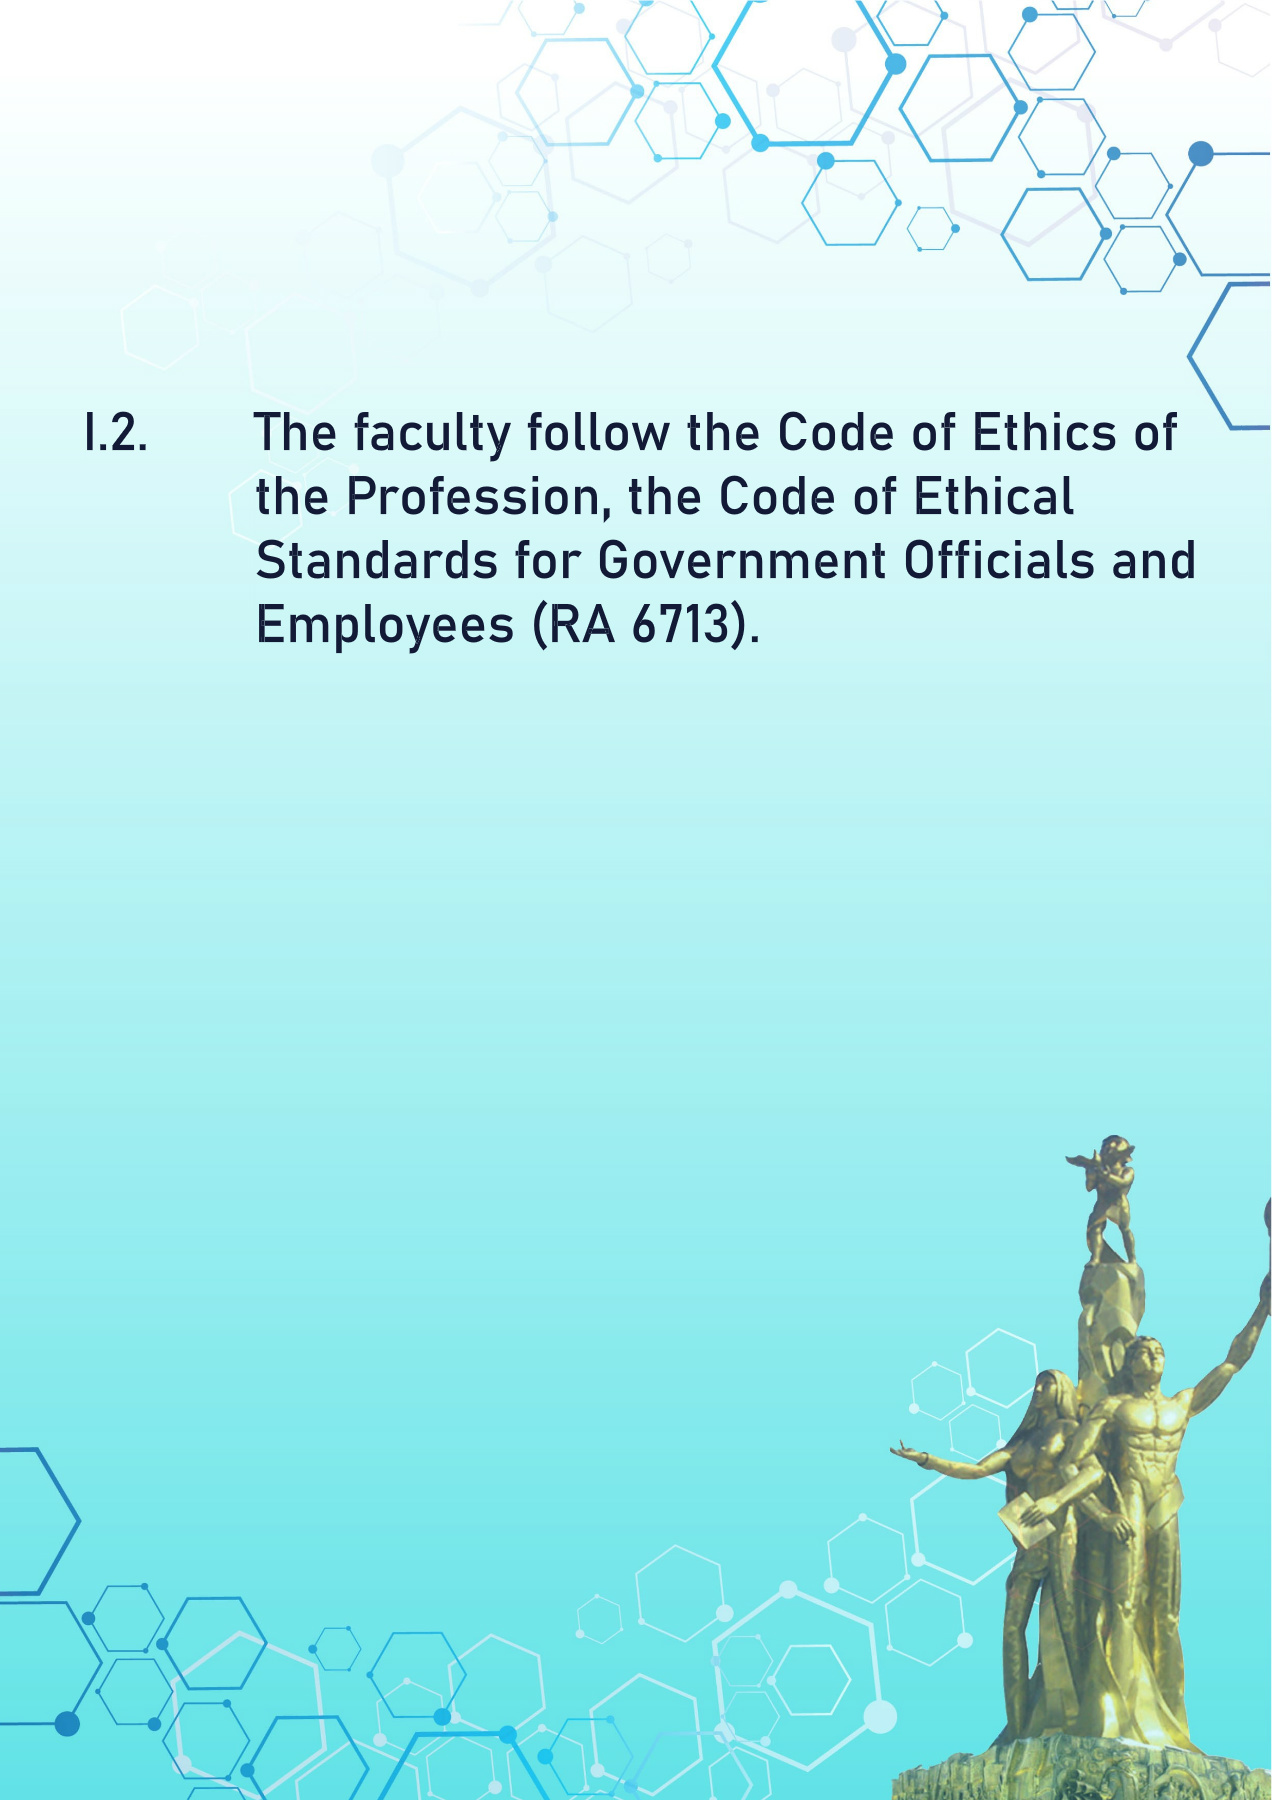 I.2. The faculty follow the Code of Ethics of
the Profession, the Code of Ethical
Standards for Government Officials and
Employees (RA 6713).